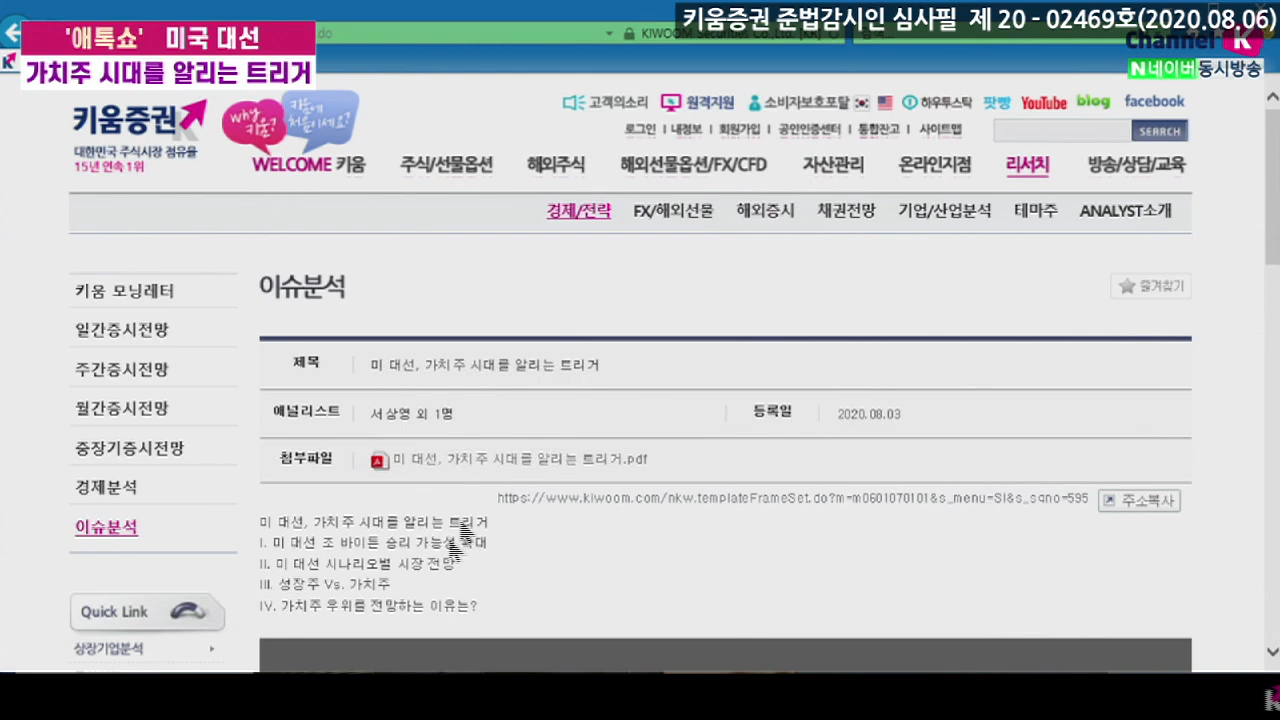 키움증권 준법감시인 심사필 제 20 - 02469호(2020.08.06)
'애톡쇼' 미국 대선
가치주 시대를 알리는 트리거
Channel K
N 네이버 동시방송
키움증권
대한민국 주식시장 점유율
15년 연속 1위
why 키움?
키움에 처음이세요?
고객의소리 원격지원 소비자보호포탈 하우투스탁 팟빵 YouTube blog facebook
로그인 내정보 회원가입 공인인증센터 통합잔고 사이트맵 SEARCH
WELCOME 키움 주식/선물옵션 해외주식 해외선물옵션/FX/CFD 자산관리 온라인지점 리서치 방송/상담/교육
경제/전략 FX/해외선물 해외증시 채권전망 기업/산업분석 테마주 ANALYST소개
키움 모닝레터
일간증시전망
주간증시전망
월간증시전망
중장기증시전망
경제분석
이슈분석
Quick Link
상장기업분석
이슈분석
즐겨찾기
제목 미 대선, 가치주 시대를 알리는 트리거
애널리스트 서상영 외 1명 등록일 2020.08.03
첨부파일 미 대선, 가치주 시대를 알리는 트리거.pdf
https://www.kiwoom.com/nkw.templateFrameSet.do?m=m0601070101&s_menu=SI&s_sqno=595 주소복사
미 대선, 가치주 시대를 알리는 트리거
I. 미 대선 조 바이든 승리 가능성 확대
II. 미 대선 시나리오별 시장 전망
III. 성장주 Vs. 가치주
IV. 가치주 우위를 전망하는 이유는?